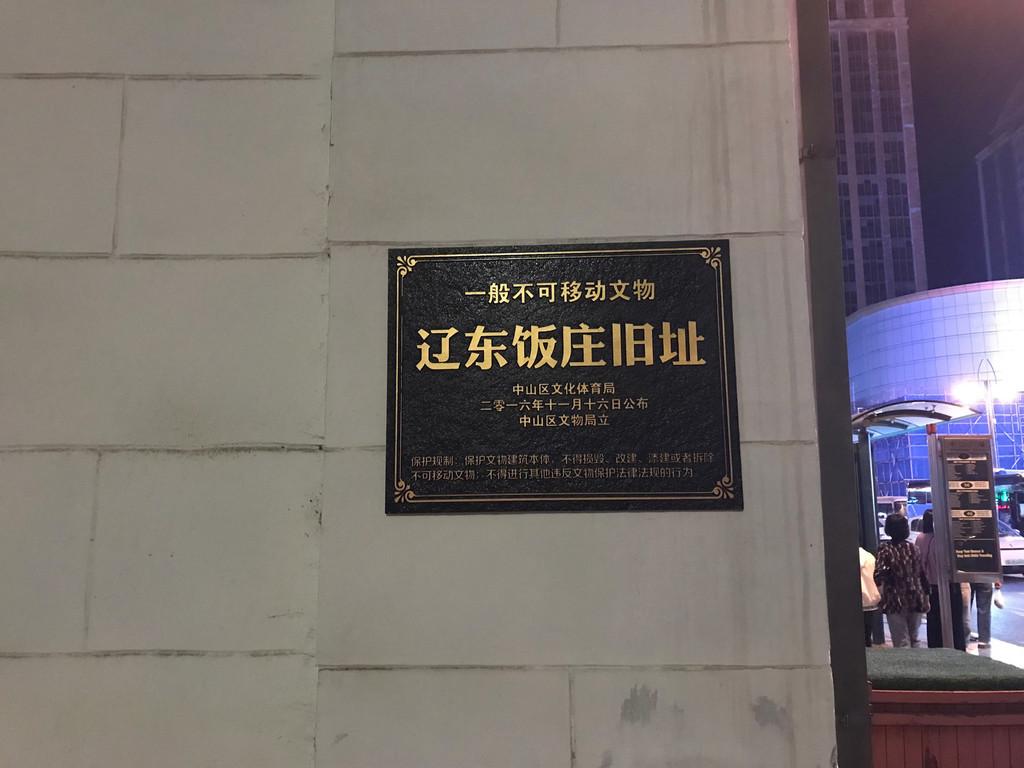 一般不可移动文物
辽东饭庄旧址
中山区文化体育局
二零一六年十一月十六日公布
中山区文物局立
保护规制：保护文物建筑本体，不得损毁、改建、添建或者拆除
不可移动文物；不得进行其他违反文物保护法律法规的行为